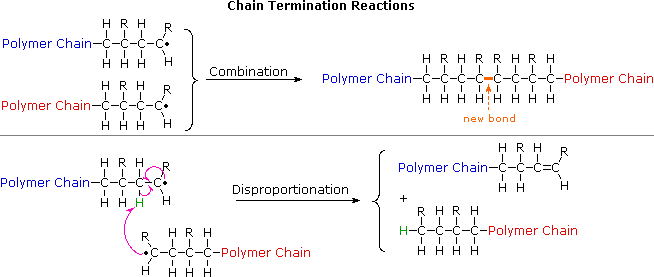 Chain Termination Reactions
H R H R
Polymer Chain–C–C–C–C•
H H H H
H R H R
Polymer Chain–C–C–C–C•
H H H H
Combination
H R H R R H R H
Polymer Chain–C–C–C–C–C–C–C–C–Polymer Chain
H H H H H H H H
new bond
H R H R
Polymer Chain–C–C–C–C•
H H H H
R H R H
•C–C–C–C–Polymer Chain
H H H H
Disproportionation
H R H R
Polymer Chain–C–C–C=C
H H H
+
R H R H
H–C–C–C–C–Polymer Chain
H H H H